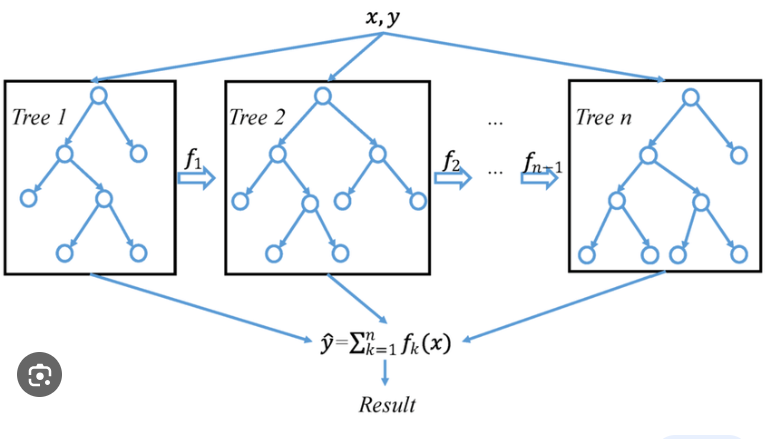 x, y
Tree 1
Tree 2
...
Tree n
f₁
f₂
...
fₙ₋₁
ŷ=∑ⁿₖ₌₁ fₖ(x)
Result